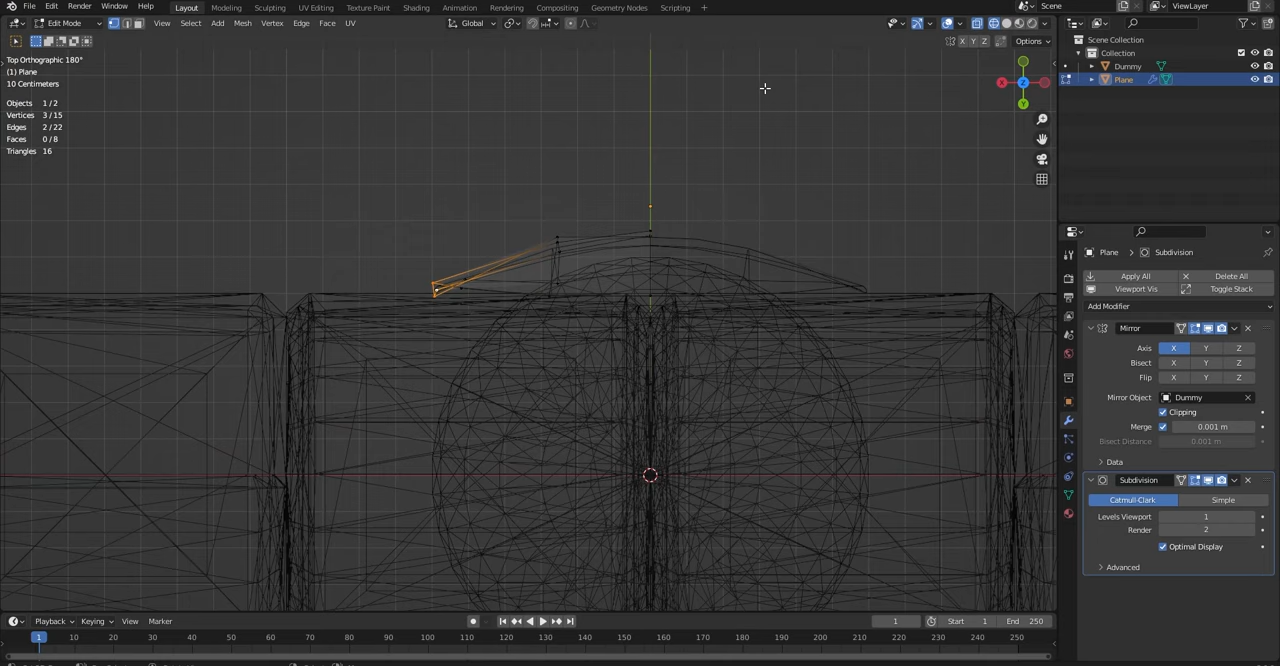 File Edit Render Window Help Layout Modeling Sculpting UV Editing Texture Paint Shading Animation Rendering Compositing Geometry Nodes Scripting + Scene ViewLayer
Edit Mode View Select Add Mesh Vertex Edge Face UV Global
X Y Z Options
Top Orthographic 180°
(1) Plane
10 Centimeters
Objects 1 / 2
Vertices 3 / 15
Edges 2 / 22
Faces 0 / 8
Triangles 16
X
Z
Y
Scene Collection
Collection
Dummy
Plane
Plane > Subdivision
Apply All Delete All
Viewport Vis Toggle Stack
Add Modifier
Mirror
Axis X Y Z
Bisect X Y Z
Flip X Y Z
Mirror Object Dummy
Clipping
Merge 0.001 m
Bisect Distance 0.001 m
Data
Subdivision
Catmull-Clark Simple
Levels Viewport 1
Render 2
Optimal Display
Advanced
Playback Keying View Marker 1 Start 1 End 250
1 10 20 30 40 50 60 70 80 90 100 110 120 130 140 150 160 170 180 190 200 210 220 230 240 250